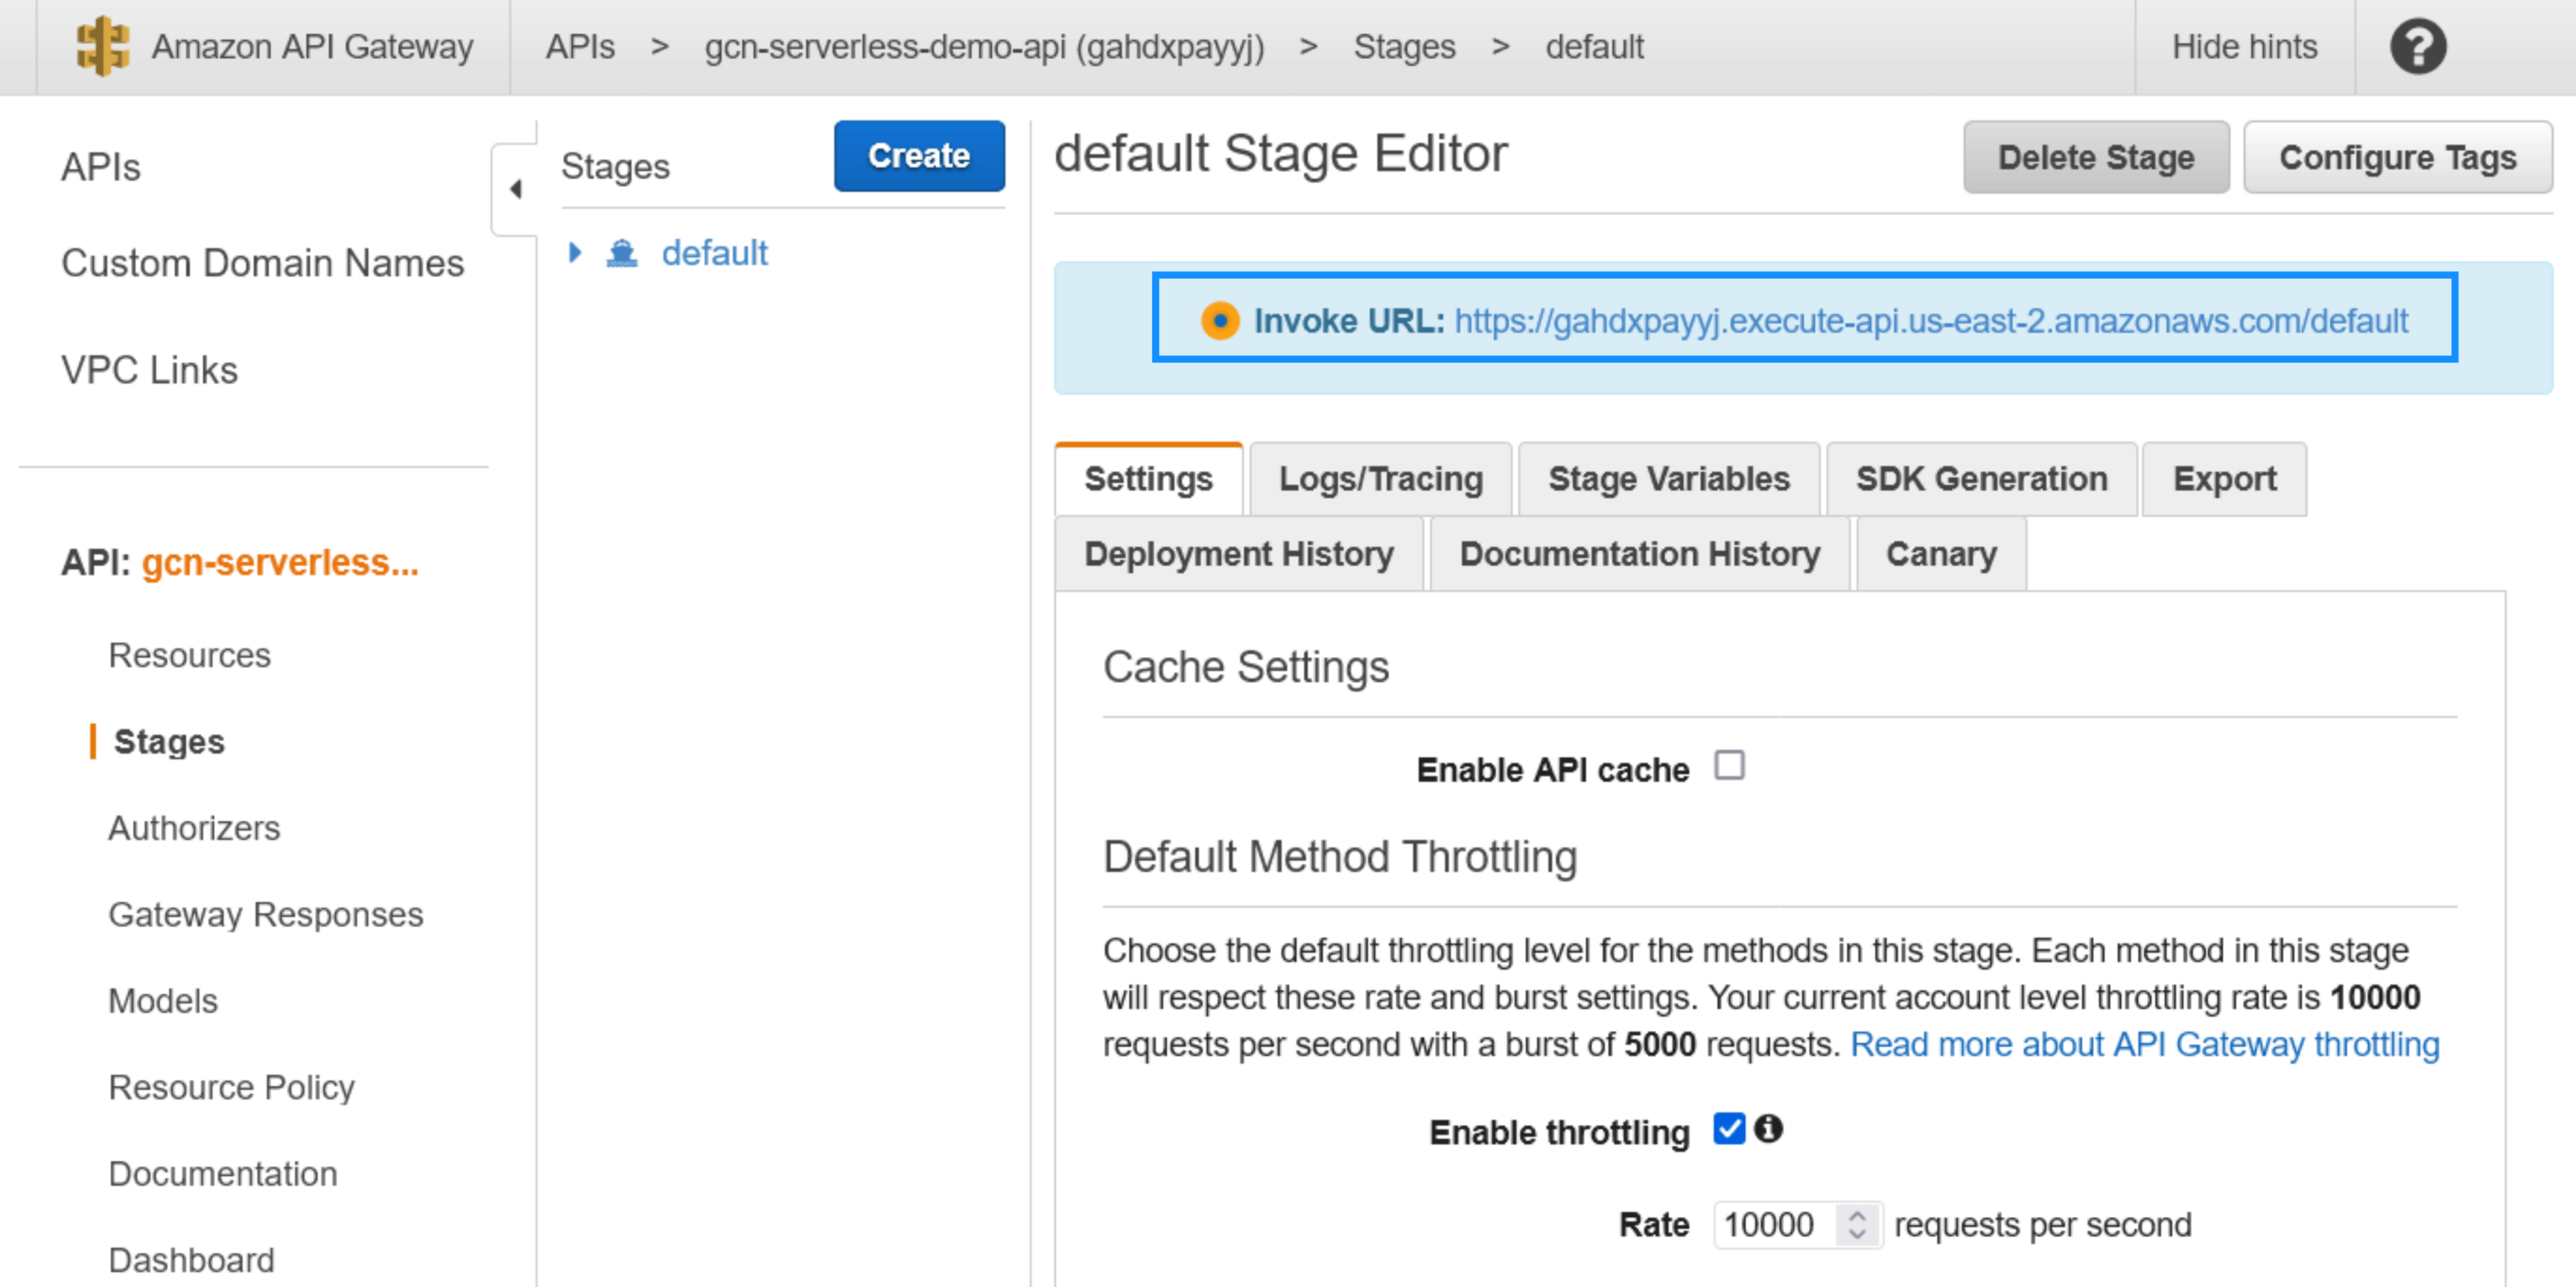 Amazon API Gateway APIs > gcn-serverless-demo-api (gahdxpayyj) > Stages > default Hide hints ?
APIs
Custom Domain Names
VPC Links
API: gcn-serverless...
Resources
Stages
Authorizers
Gateway Responses
Models
Resource Policy
Documentation
Dashboard
Stages Create
default
default Stage Editor Delete Stage Configure Tags
Invoke URL: https://gahdxpayyj.execute-api.us-east-2.amazonaws.com/default
Settings Logs/Tracing Stage Variables SDK Generation Export
Deployment History Documentation History Canary
Cache Settings
Enable API cache
Default Method Throttling
Choose the default throttling level for the methods in this stage. Each method in this stage
will respect these rate and burst settings. Your current account level throttling rate is 10000
requests per second with a burst of 5000 requests. Read more about API Gateway throttling
Enable throttling
Rate 10000 requests per second